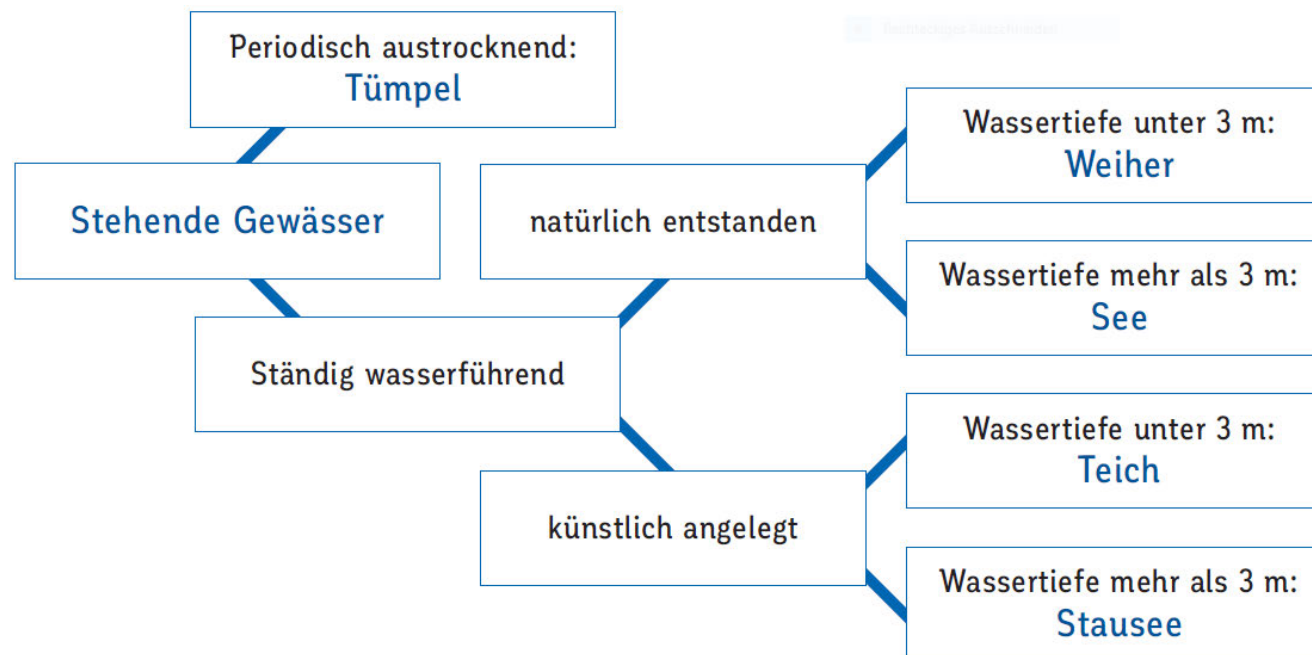 Periodisch austrocknend:
Tümpel
Stehende Gewässer
Ständig wasserführend
natürlich entstanden
Wassertiefe unter 3 m:
Weiher
Wassertiefe mehr als 3 m:
See
künstlich angelegt
Wassertiefe unter 3 m:
Teich
Wassertiefe mehr als 3 m:
Stausee